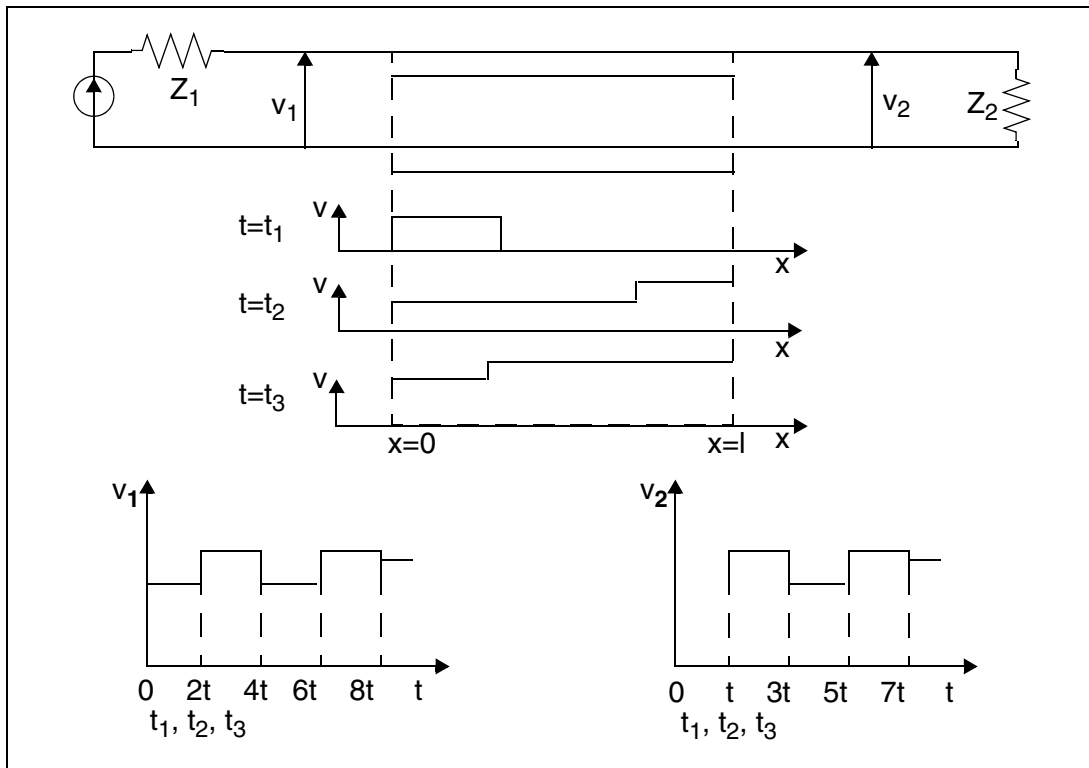 Z1
v1
v2
Z2
t=t1
v
x
t=t2
v
x
t=t3
v
x=0
x=l
x
v1
0 2t 4t 6t 8t t
t1, t2, t3
v2
0 t 3t 5t 7t t
t1, t2, t3